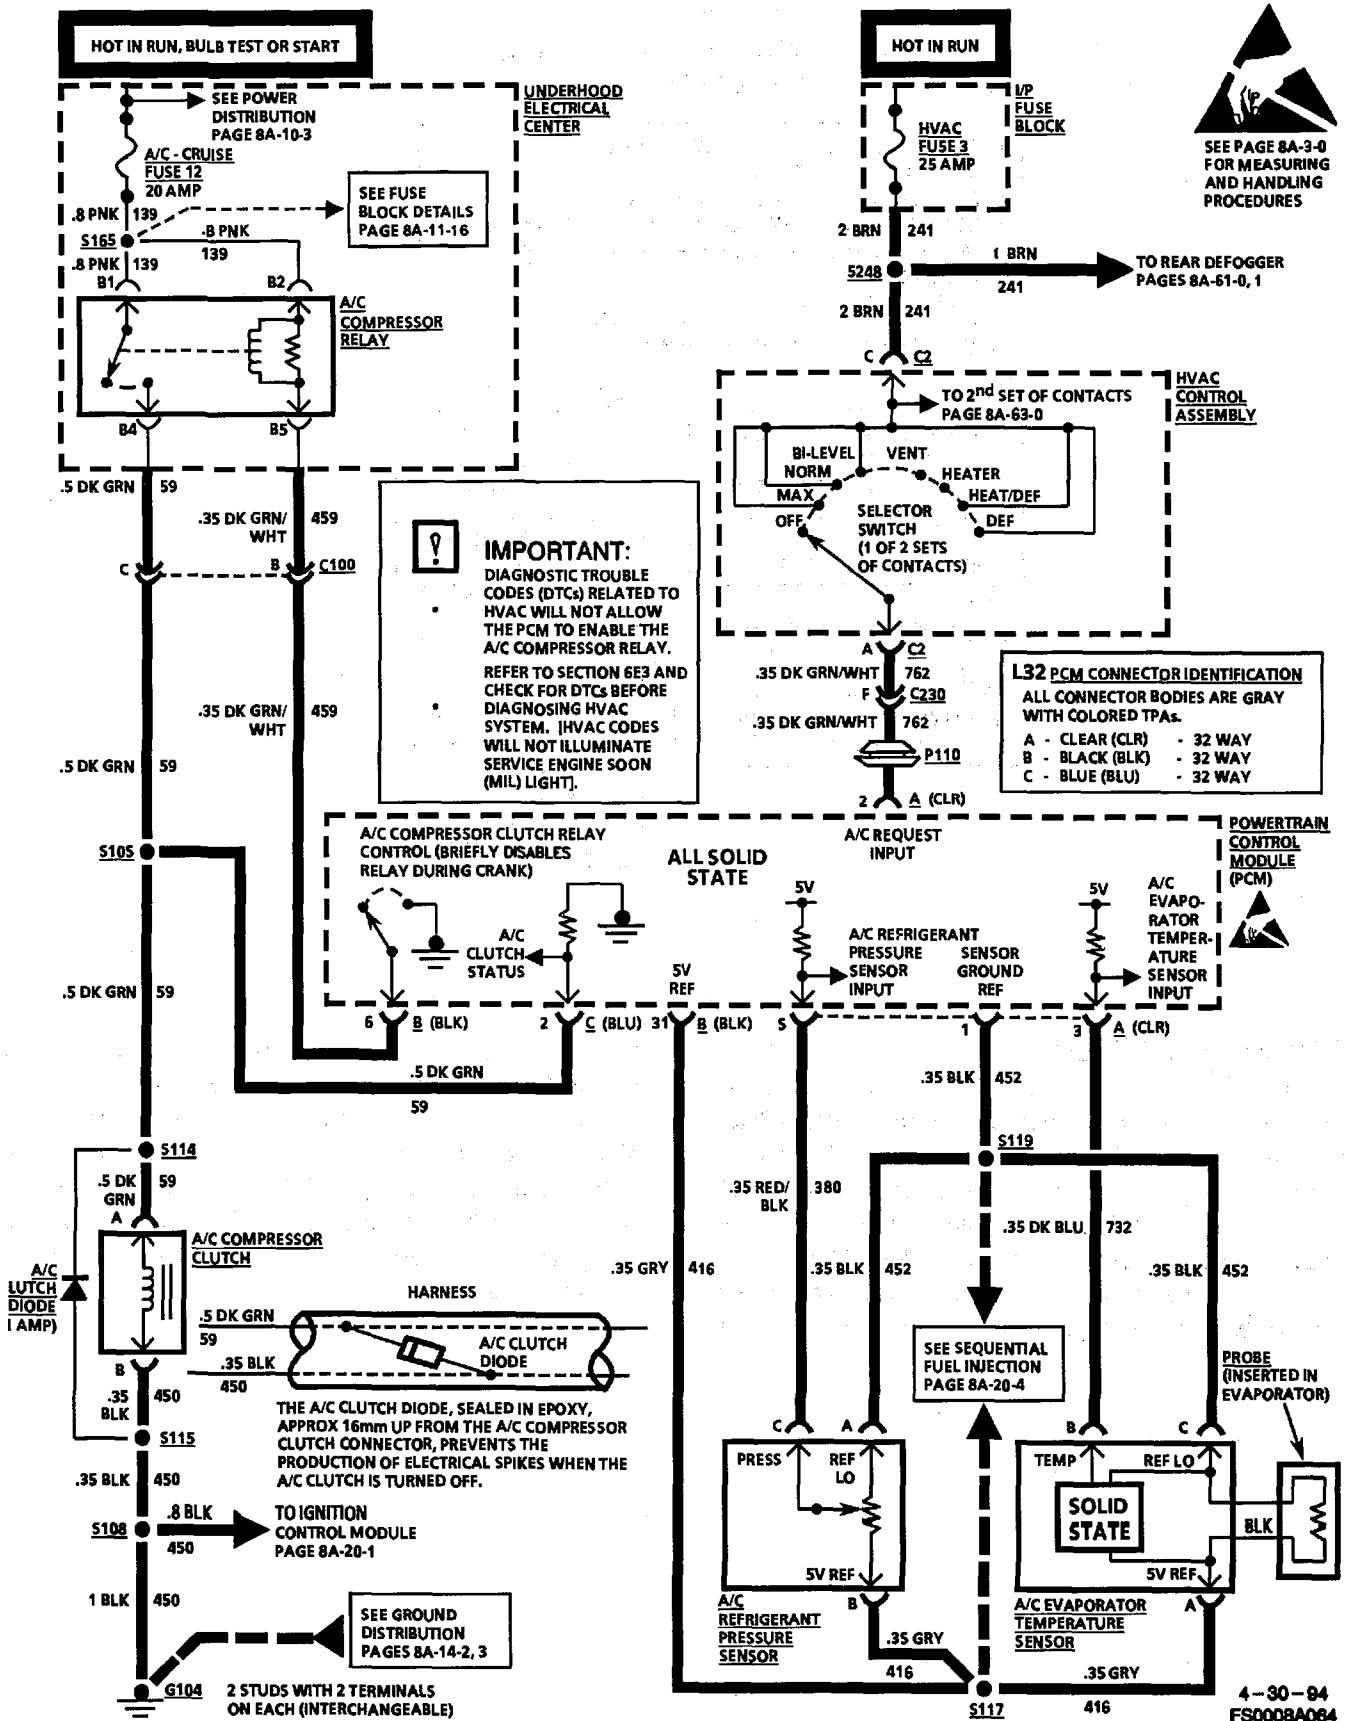 HOT IN RUN, BULB TEST OR START
HOT IN RUN
SEE POWER
DISTRIBUTION
PAGE 8A-10-3
UNDERHOOD
ELECTRICAL
CENTER
A/C - CRUISE
FUSE 12
20 AMP
SEE FUSE
BLOCK DETAILS
PAGE 8A-11-16
.8 PNK 139
S165
.8 PNK
139
.8 PNK 139
B1
B2
A/C
COMPRESSOR
RELAY
B4
B5
I/P
FUSE
BLOCK
HVAC
FUSE 3
25 AMP
SEE PAGE 8A-3-0
FOR MEASURING
AND HANDLING
PROCEDURES
2 BRN 241
S248
1 BRN
241
TO REAR DEFOGGER
PAGES 8A-61-0, 1
2 BRN 241
C C2
HVAC
CONTROL
ASSEMBLY
TO 2nd SET OF CONTACTS
PAGE 8A-63-0
BI-LEVEL
VENT
NORM
HEATER
MAX
HEAT/DEF
OFF
DEF
SELECTOR
SWITCH
(1 OF 2 SETS
OF CONTACTS)
A C2
.35 DK GRN/WHT 762
F C230
.35 DK GRN/WHT 762
P110
2 A (CLR)
.5 DK GRN 59
.35 DK GRN/
WHT
459
C
B C100
.35 DK GRN/
WHT
459
.5 DK GRN 59
IMPORTANT:
DIAGNOSTIC TROUBLE
CODES (DTCs) RELATED TO
HVAC WILL NOT ALLOW
THE PCM TO ENABLE THE
A/C COMPRESSOR RELAY.
REFER TO SECTION 6E3 AND
CHECK FOR DTCs BEFORE
DIAGNOSING HVAC
SYSTEM. [HVAC CODES
WILL NOT ILLUMINATE
SERVICE ENGINE SOON
(MIL) LIGHT].
L32 PCM CONNECTOR IDENTIFICATION
ALL CONNECTOR BODIES ARE GRAY
WITH COLORED TPAs.
A - CLEAR (CLR) - 32 WAY
B - BLACK (BLK) - 32 WAY
C - BLUE (BLU) - 32 WAY
S105
A/C COMPRESSOR CLUTCH RELAY
CONTROL (BRIEFLY DISABLES
RELAY DURING CRANK)
ALL SOLID
STATE
A/C REQUEST
INPUT
POWERTRAIN
CONTROL
MODULE
(PCM)
A/C
CLUTCH
STATUS
5V
REF
5V
A/C REFRIGERANT
PRESSURE
SENSOR
INPUT
SENSOR
GROUND
REF
5V
A/C
EVAPO-
RATOR
TEMPER-
ATURE
SENSOR
INPUT
.5 DK GRN 59
6 B (BLK)
2 C (BLU)
31 B (BLK)
5
1
3 A (CLR)
.5 DK GRN
59
.35 BLK 452
S114
S119
.5 DK
GRN
59
A
.35 RED/
BLK
380
.35 DK BLU 732
A/C COMPRESSOR
CLUTCH
A/C
LUTCH
DIODE
AMP)
.35 GRY 416
.35 BLK 452
.35 BLK 452
HARNESS
.5 DK GRN
59
A/C CLUTCH
DIODE
.35 BLK
450
SEE SEQUENTIAL
FUEL INJECTION
PAGE 8A-20-4
PROBE
(INSERTED IN
EVAPORATOR)
B
.35
BLK
450
S115
THE A/C CLUTCH DIODE, SEALED IN EPOXY,
APPROX 16mm UP FROM THE A/C COMPRESSOR
CLUTCH CONNECTOR, PREVENTS THE
PRODUCTION OF ELECTRICAL SPIKES WHEN THE
A/C CLUTCH IS TURNED OFF.
C
A
B
C
PRESS
REF
LO
TEMP
REF LO
.35 BLK 450
SOLID
STATE
BLK
S108
.8 BLK
450
TO IGNITION
CONTROL MODULE
PAGE 8A-20-1
5V REF
5V REF
1 BLK 450
A/C
REFRIGERANT
PRESSURE
SENSOR
B
A/C EVAPORATOR
TEMPERATURE
SENSOR
A
SEE GROUND
DISTRIBUTION
PAGES 8A-14-2, 3
.35 GRY
416
.35 GRY
416
S117
G104
2 STUDS WITH 2 TERMINALS
ON EACH (INTERCHANGEABLE)
4-30-94
FS0008A064